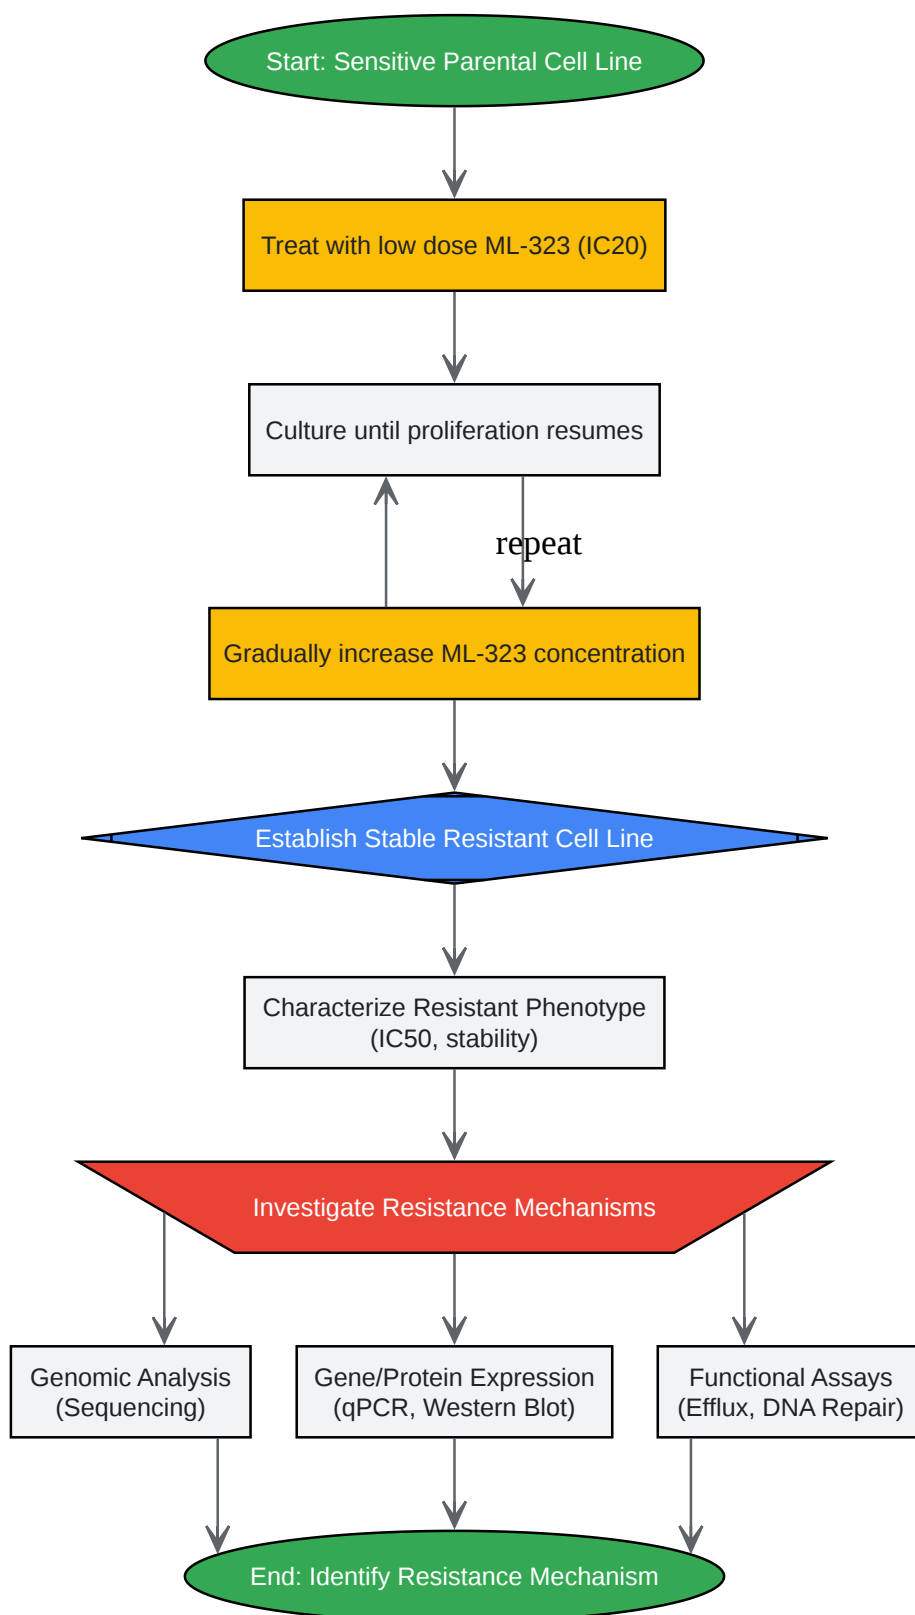 Start: Sensitive Parental Cell Line
Treat with low dose ML-323 (IC20)
Culture until proliferation resumes
repeat
Gradually increase ML-323 concentration
Establish Stable Resistant Cell Line
Characterize Resistant Phenotype
(IC50, stability)
Investigate Resistance Mechanisms
Genomic Analysis
(Sequencing)
Gene/Protein Expression
(qPCR, Western Blot)
Functional Assays
(Efflux, DNA Repair)
End: Identify Resistance Mechanism